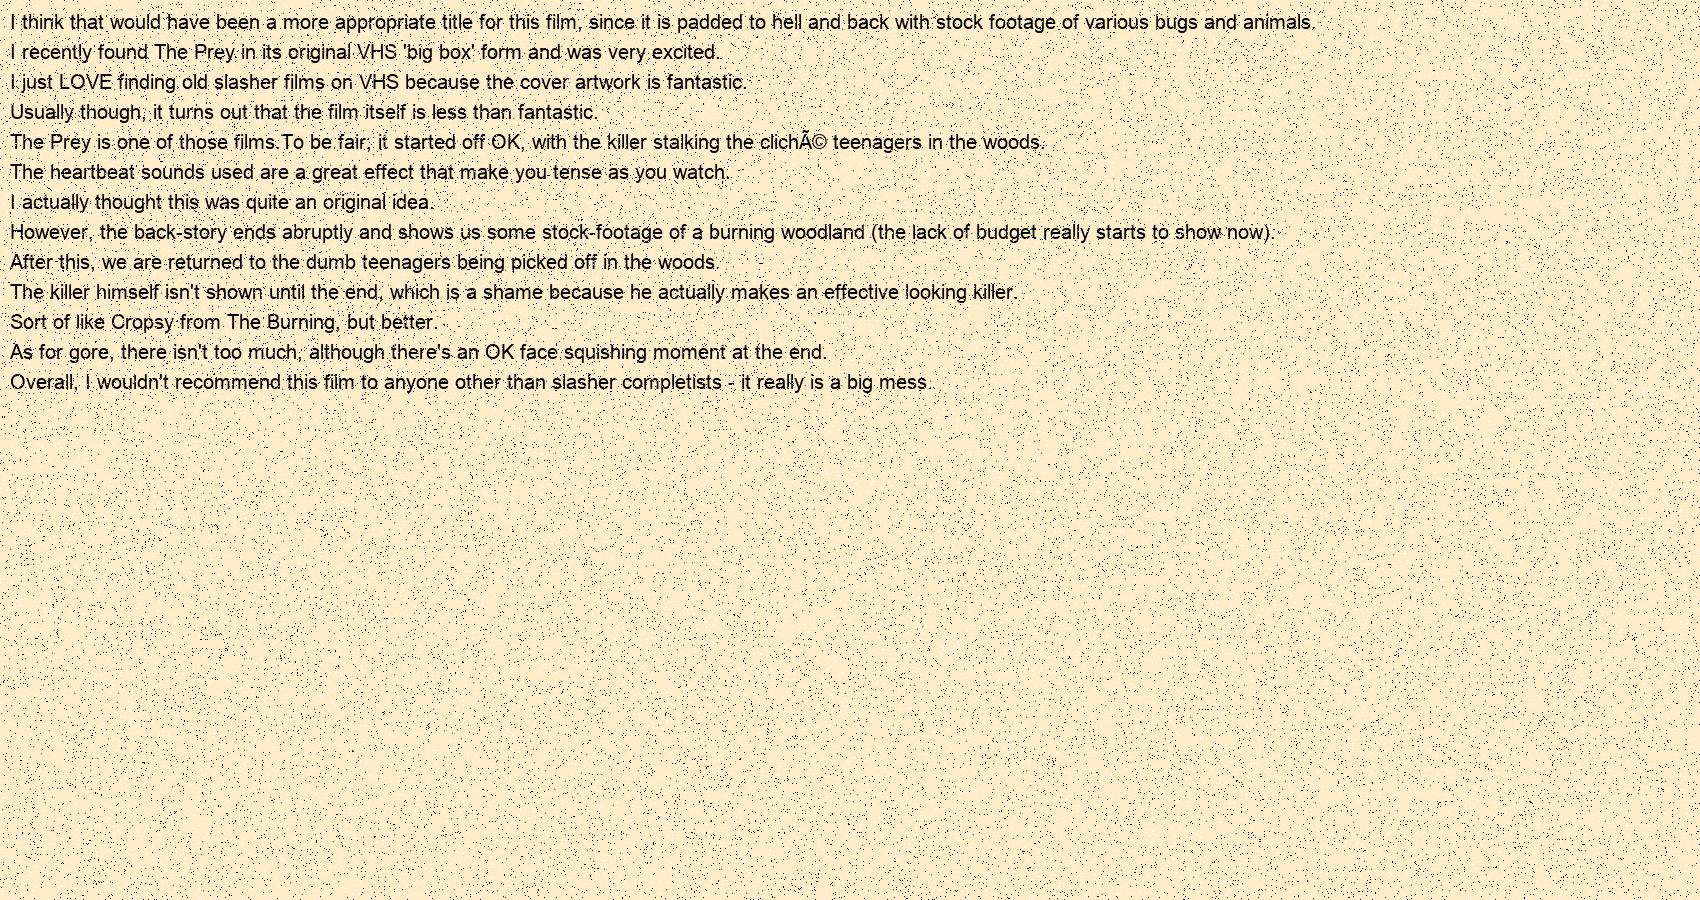 I think that would have been a more appropriate title for this film, since it is padded to hell and back with stock footage of various bugs and animals.
I recently found The Prey in its original VHS 'big box' form and was very excited.
I just LOVE finding old slasher films on VHS because the cover artwork is fantastic.
Usually though, it turns out that the film itself is less than fantastic.
The Prey is one of those films.To be fair, it started off OK, with the killer stalking the clichÃ© teenagers in the woods.
The heartbeat sounds used are a great effect that make you tense as you watch.
I actually thought this was quite an original idea.
However, the back-story ends abruptly and shows us some stock-footage of a burning woodland (the lack of budget really starts to show now).
After this, we are returned to the dumb teenagers being picked off in the woods.
The killer himself isn't shown until the end, which is a shame because he actually makes an effective looking killer.
Sort of like Cropsy from The Burning, but better.
As for gore, there isn't too much, although there's an OK face squishing moment at the end.
Overall, I wouldn't recommend this film to anyone other than slasher completists - it really is a big mess.